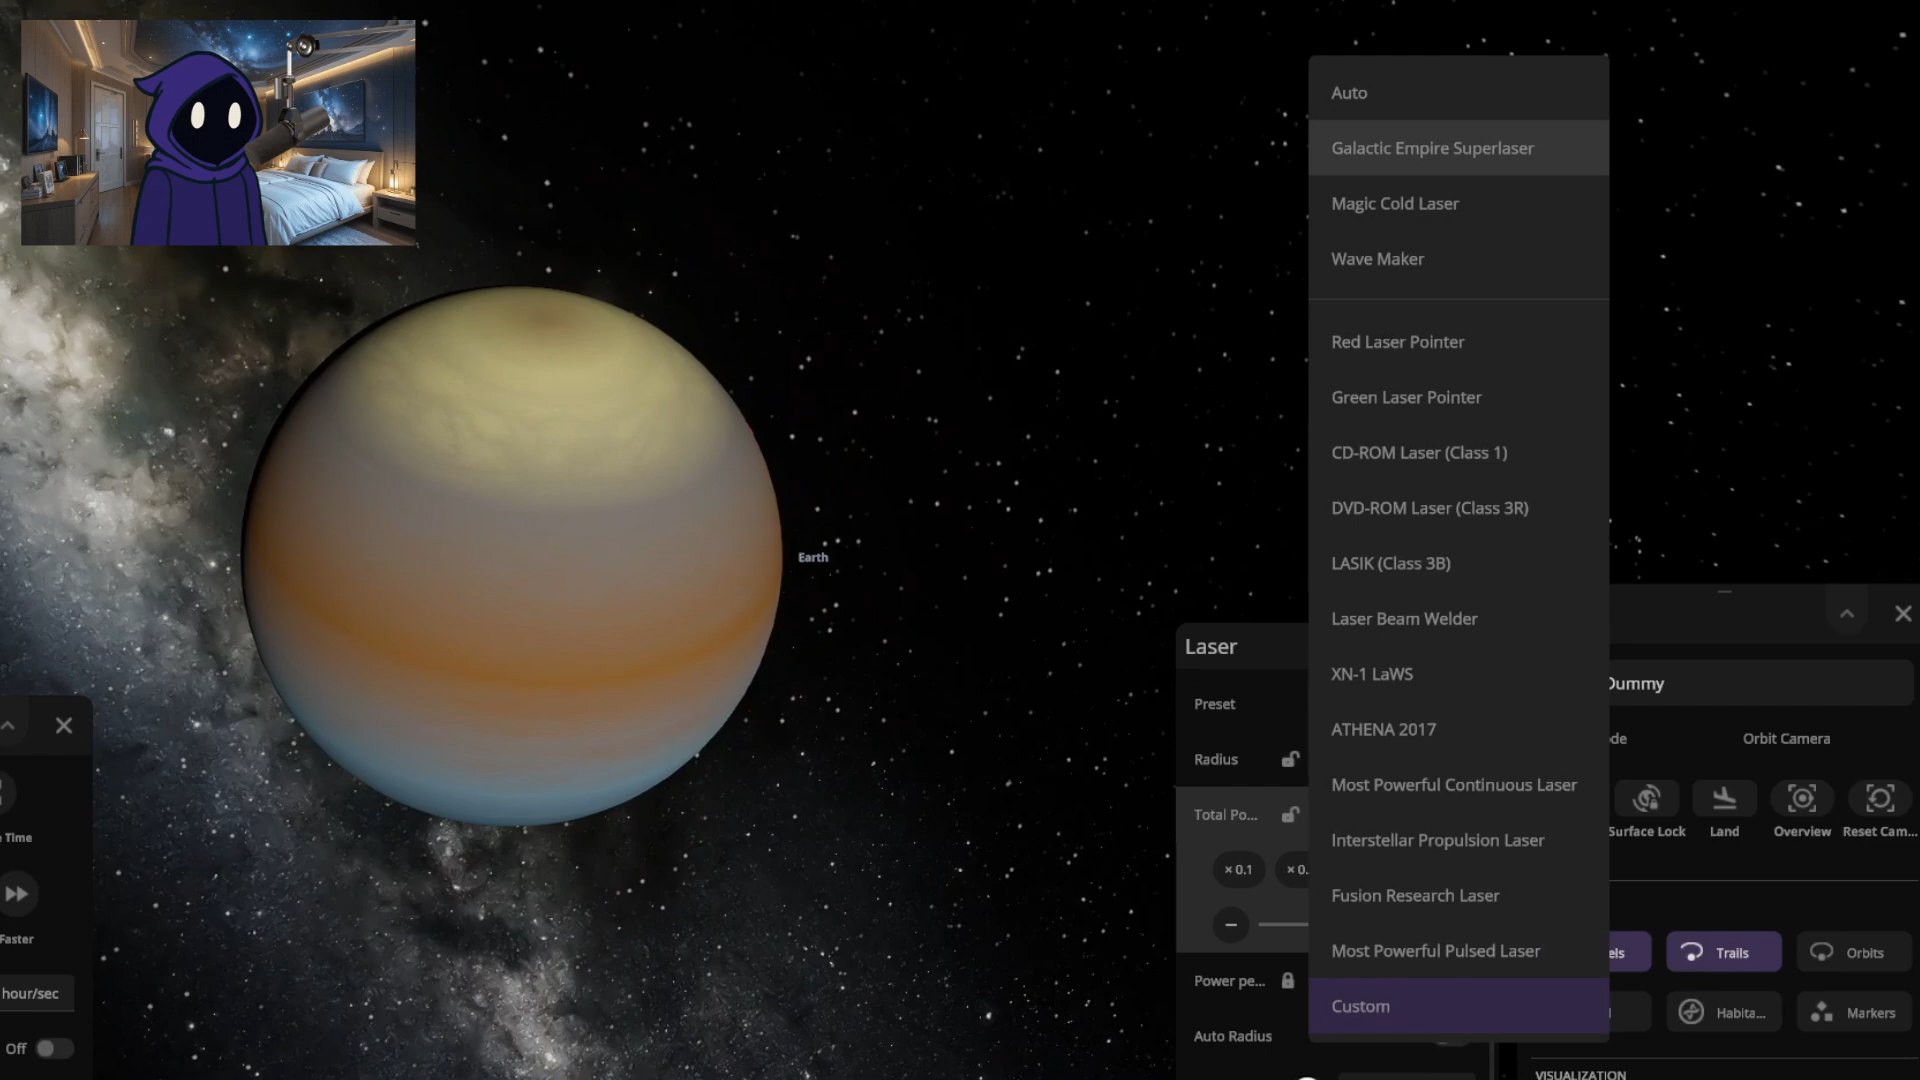 Auto
Galactic Empire Superlaser
Magic Cold Laser
Wave Maker
Red Laser Pointer
Green Laser Pointer
CD-ROM Laser (Class 1)
DVD-ROM Laser (Class 3R)
LASIK (Class 3B)
Laser Beam Welder
XN-1 LaWS
ATHENA 2017
Most Powerful Continuous Laser
Interstellar Propulsion Laser
Fusion Research Laser
Most Powerful Pulsed Laser
Custom
Earth
Laser
Preset
Radius
Total Po...
× 0.1 × 0.
Power pe...
Auto Radius
Dummy
Orbit Camera
Surface Lock Land Overview Reset Cam...
Trails Orbits
Habita... Markers
VISUALIZATION
Time
Faster
hour/sec
Off